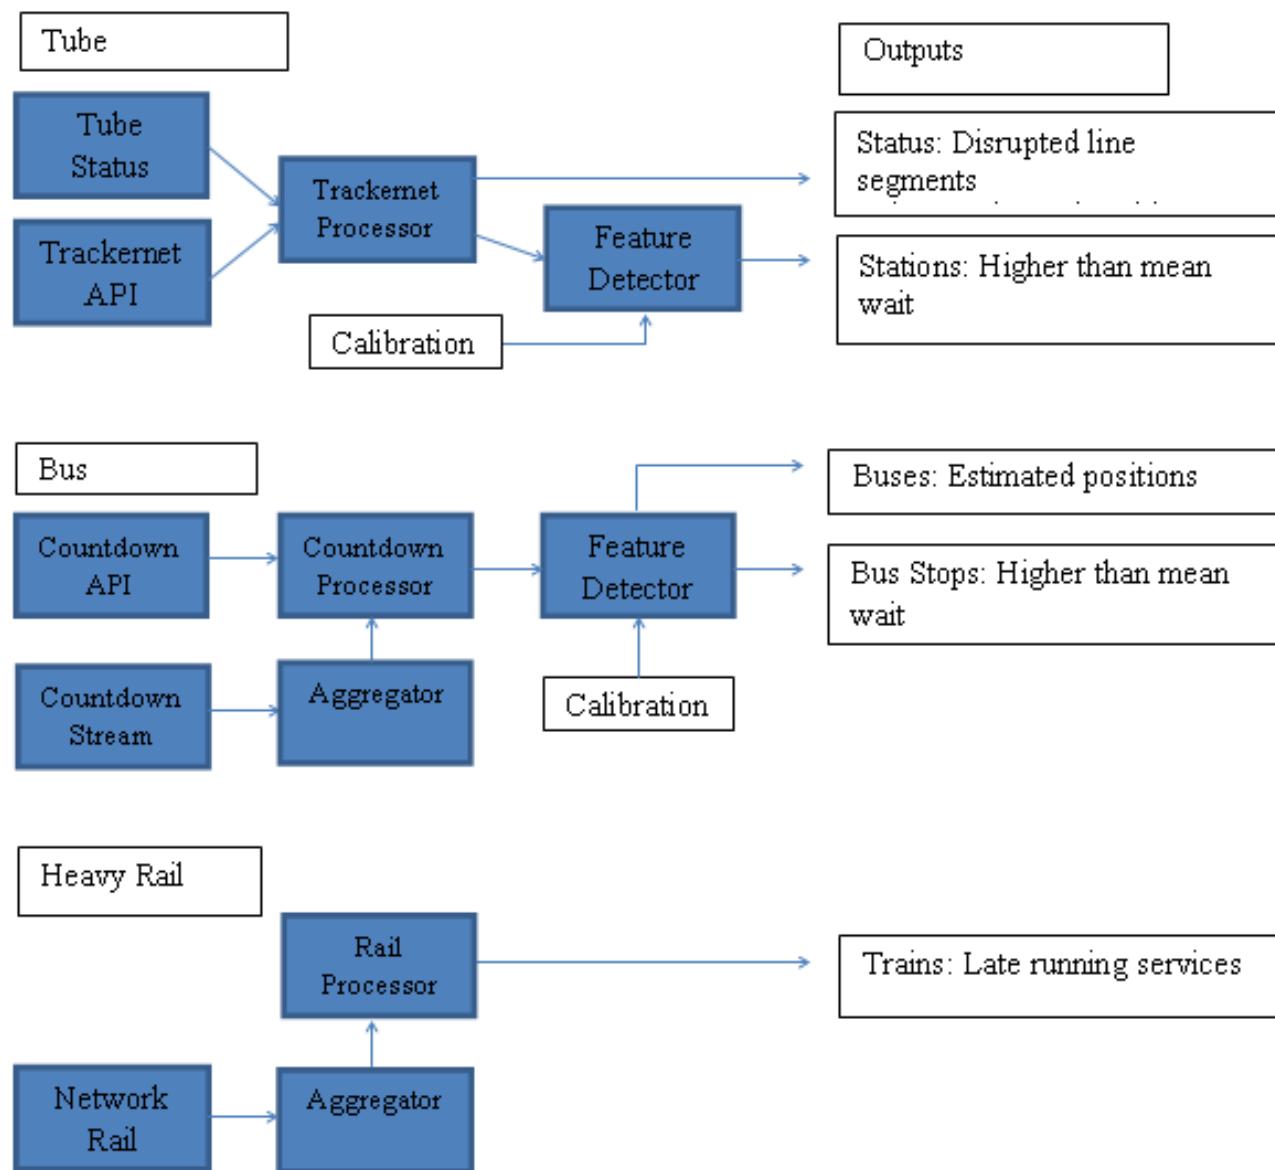 Tube
Outputs
Tube
Status
Trackernet
API
Trackernet
Processor
Feature
Detector
Calibration
Status: Disrupted line
segments
Stations: Higher than mean
wait
Bus
Countdown
API
Countdown
Processor
Feature
Detector
Countdown
Stream
Aggregator
Calibration
Buses: Estimated positions
Bus Stops: Higher than mean
wait
Heavy Rail
Rail
Processor
Network
Rail
Aggregator
Trains: Late running services